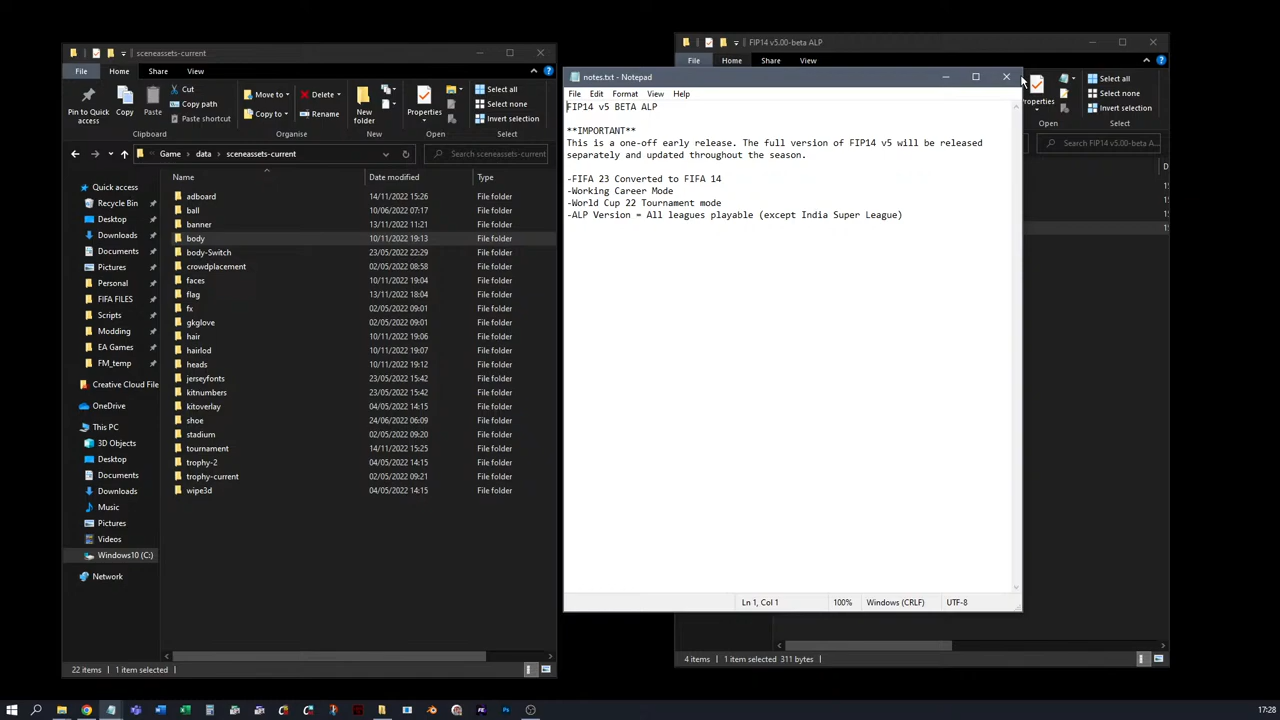 sceneassets-current
File
Home
Share
View
Pin to Quick access
Copy
Paste
Cut
Copy path
Paste shortcut
Clipboard
Move to
Copy to
Delete
Rename
Organise
New folder
New
Properties
Open
Select all
Select none
Invert selection
Select
Game
data
sceneassets-current
Search sceneassets-current
Quick access
Recycle Bin
Desktop
Downloads
Documents
Pictures
Personal
FIFA FILES
Scripts
Modding
EA Games
FM_temp
Creative Cloud File
OneDrive
This PC
3D Objects
Desktop
Documents
Downloads
Music
Pictures
Videos
Windows10 (C:)
Network
Name Date modified Type
adboard 14/11/2022 15:26 File folder
ball 10/06/2022 07:17 File folder
banner 13/11/2022 11:21 File folder
body 10/11/2022 19:13 File folder
body-Switch 23/05/2022 22:29 File folder
crowdplacement 02/05/2022 08:58 File folder
faces 10/11/2022 19:04 File folder
flag 13/11/2022 18:04 File folder
fx 02/05/2022 09:01 File folder
gkglove 02/05/2022 09:01 File folder
hair 10/11/2022 19:06 File folder
hairlod 10/11/2022 19:07 File folder
heads 10/11/2022 19:12 File folder
jerseyfonts 23/05/2022 15:42 File folder
kitnumbers 23/05/2022 15:42 File folder
kitoverlay 04/05/2022 14:15 File folder
shoe 24/06/2022 06:09 File folder
stadium 02/05/2022 09:20 File folder
tournament 14/11/2022 15:25 File folder
trophy-2 04/05/2022 14:15 File folder
trophy-current 02/05/2022 09:21 File folder
wipe3d 04/05/2022 14:15 File folder
22 items 1 item selected
FIP14 v5.00-beta ALP
File
Home
Share
View
Open
Select all
Select none
Invert selection
Select
Search FIP14 v5.00-beta A...
4 items 1 item selected 311 bytes
notes.txt - Notepad
File Edit Format View Help
FIP14 v5 BETA ALP
**IMPORTANT**
This is a one-off early release. The full version of FIP14 v5 will be released
separately and updated throughout the season.
-FIFA 23 Converted to FIFA 14
-Working Career Mode
-World Cup 22 Tournament mode
-ALP Version = All leagues playable (except India Super League)
Ln 1, Col 1
100%
Windows (CRLF)
UTF-8
17:28